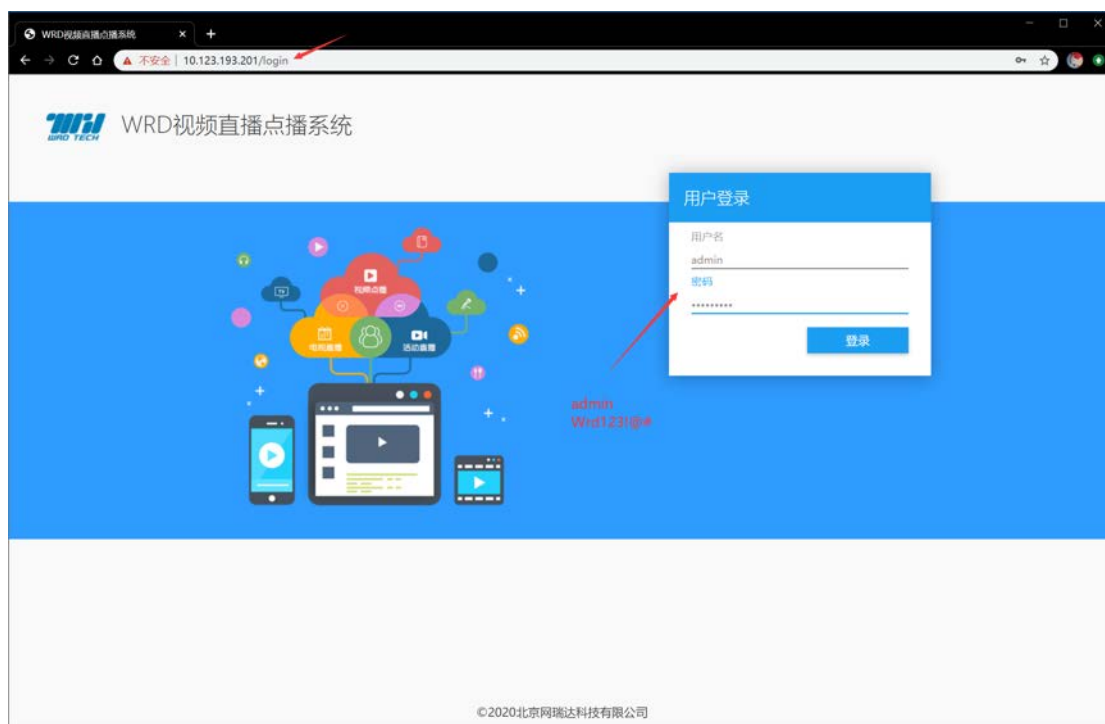 WRD视频直播点播系统
不安全 | 10.123.193.201/login
WRD TECH
WRD视频直播点播系统
用户登录
用户名
admin
密码
•••••••••
登录
视频点播
电视直播
活动直播
admin
Wrd123!@#
©2020北京网瑞达科技有限公司